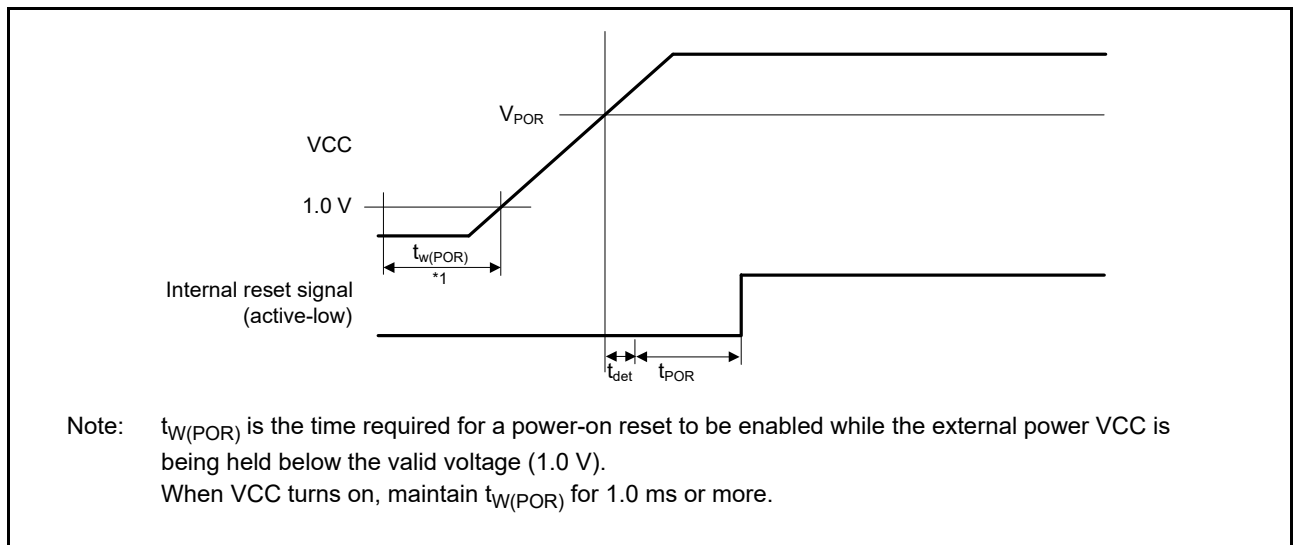 V_POR
VCC
1.0 V
t_w(POR)
*1
Internal reset signal
(active-low)
t_det
t_POR
Note: t_W(POR) is the time required for a power-on reset to be enabled while the external power VCC is
being held below the valid voltage (1.0 V).
When VCC turns on, maintain t_W(POR) for 1.0 ms or more.